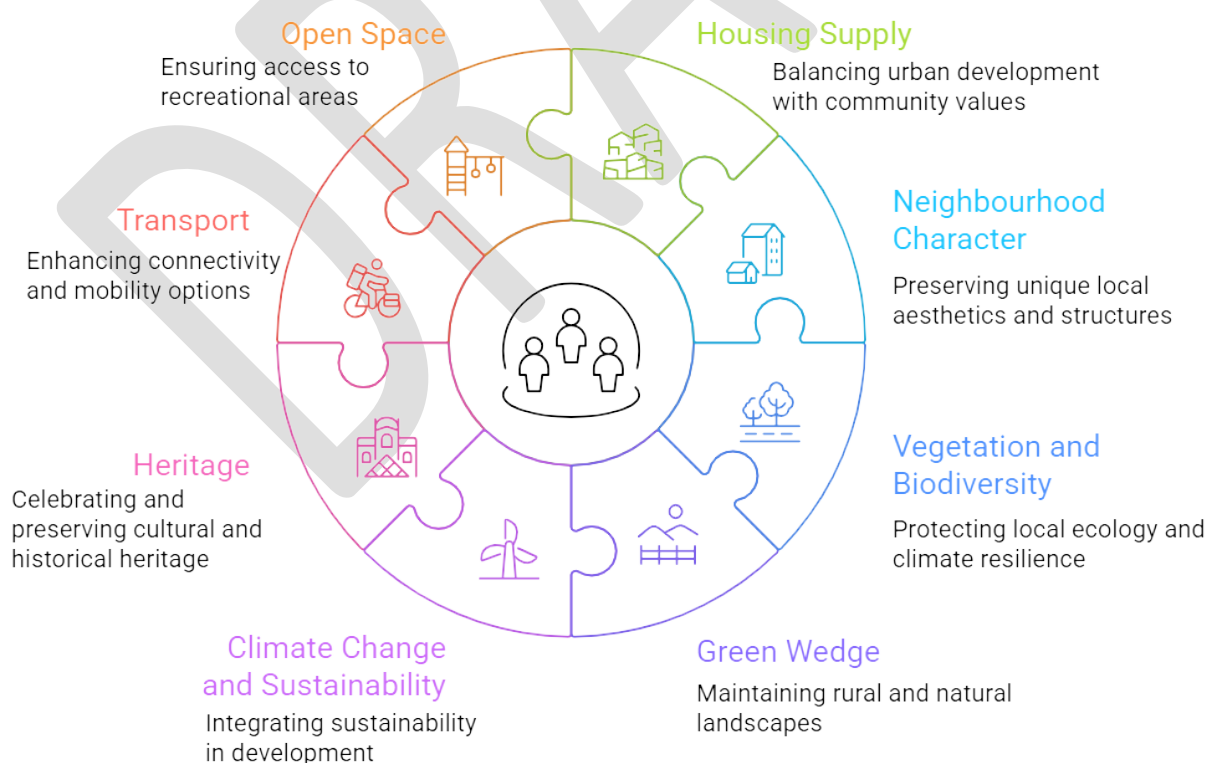 Open Space
Ensuring access to
recreational areas
Housing Supply
Balancing urban development
with community values
Neighbourhood
Character
Preserving unique local
aesthetics and structures
Vegetation and
Biodiversity
Protecting local ecology and
climate resilience
Green Wedge
Maintaining rural and natural
landscapes
Climate Change
and Sustainability
Integrating sustainability
in development
Heritage
Celebrating and
preserving cultural and
historical heritage
Transport
Enhancing connectivity
and mobility options